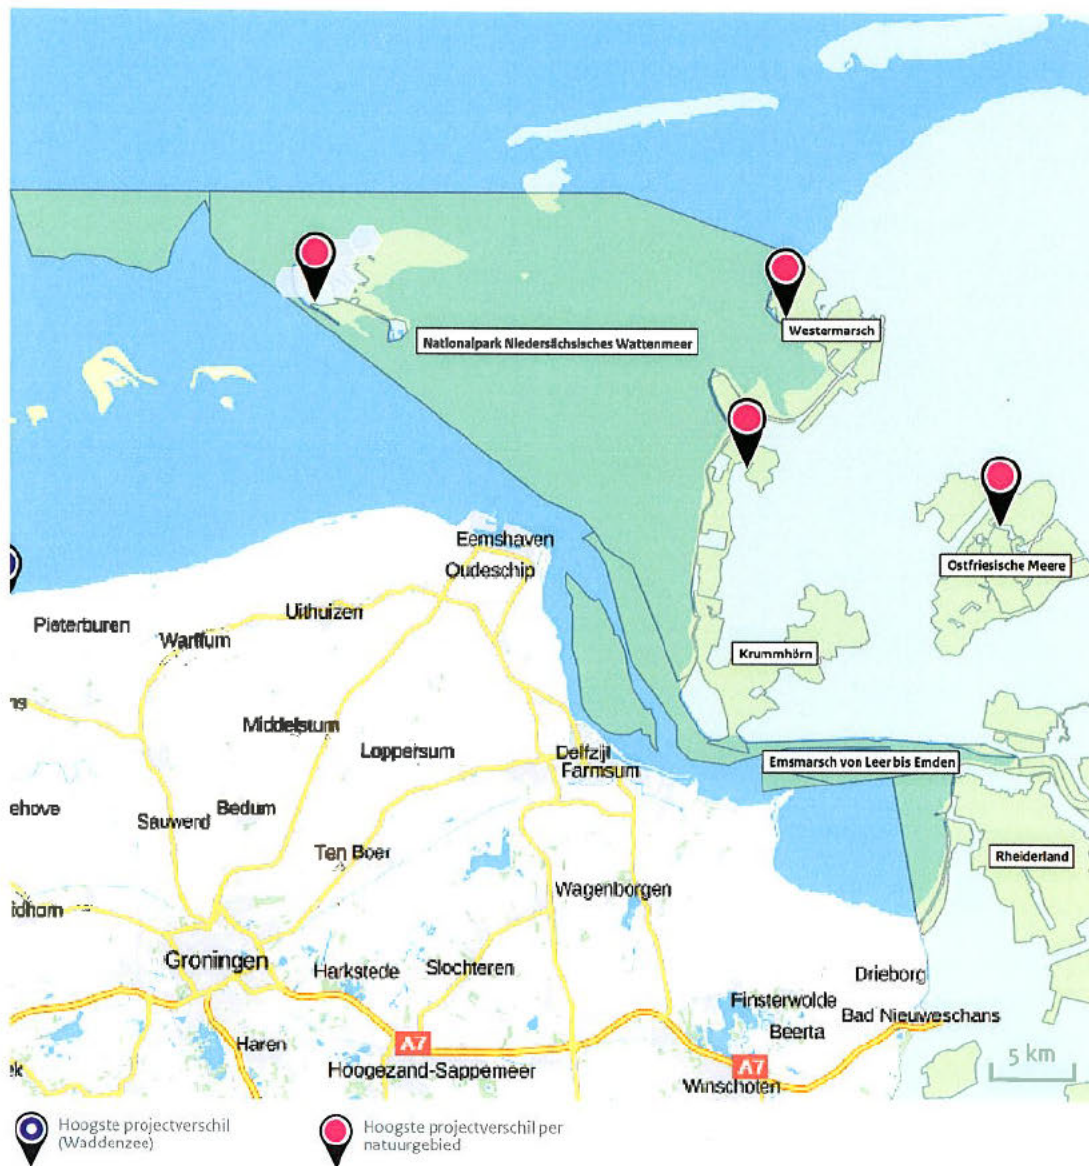 Westermarsch
Nationalpark Niedersächsisches Wattenmeer
Eemshaven
Oudeschip
Ostfriesische Meere
Uithuizen
Pieterburen
Warffum
Krummhörn
Middelstum
Loppersum
Delfzijl
Farmsum
Emsmarsch von Leer bis Emden
ehove
Bedum
Sauwerd
Ten Boer
Rheiderland
Wagenborgen
idhorn
Groningen
Harkstede
Slochteren
Drieborg
Finsterwolde
Bad Nieuweschans
Beerta
Haren
A7
5 km
Hoogezand-Sappemeer
A7
Winschoten
Hoogste projectverschil
(Waddenzee)
Hoogste projectverschil per
natuurgebied